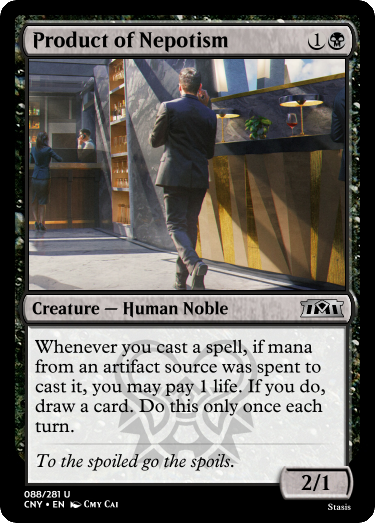 Product of Nepotism 1
Creature — Human Noble
Whenever you cast a spell, if mana
from an artifact source was spent to
cast it, you may pay 1 life. If you do,
draw a card. Do this only once each
turn.
To the spoiled go the spoils.
2/1
088/281 U
CNY • EN Cmy Cai
Stasis